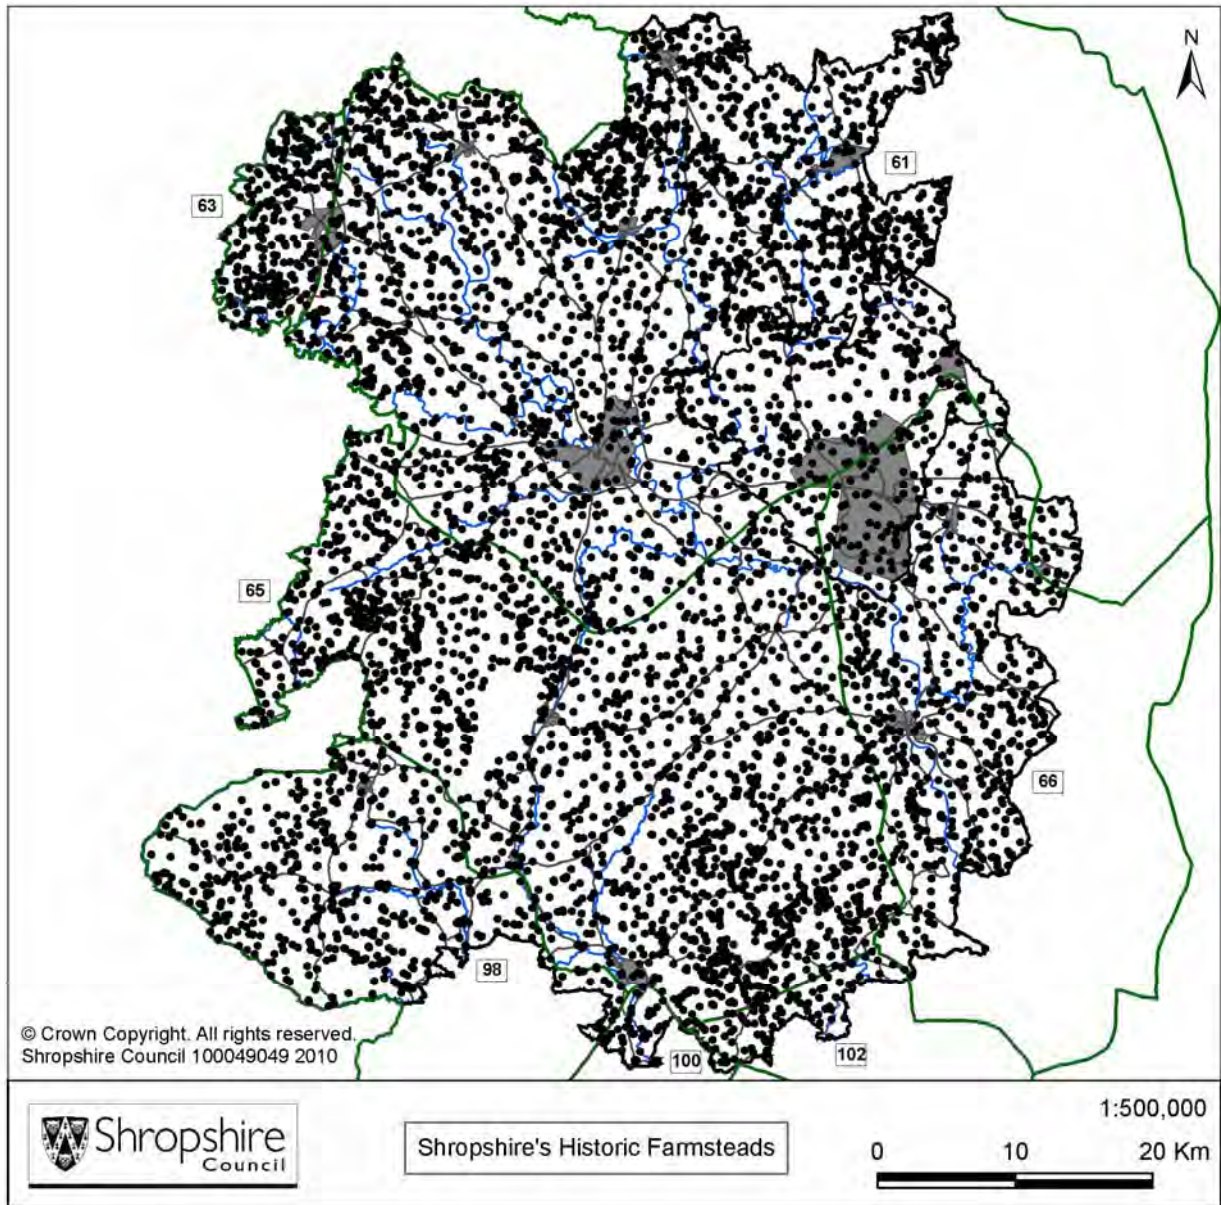 N
61
63
65
66
98
100
102
© Crown Copyright. All rights reserved.
Shropshire Council 100049049 2010
Shropshire
Council
Shropshire's Historic Farmsteads
1:500,000
0 10 20 Km